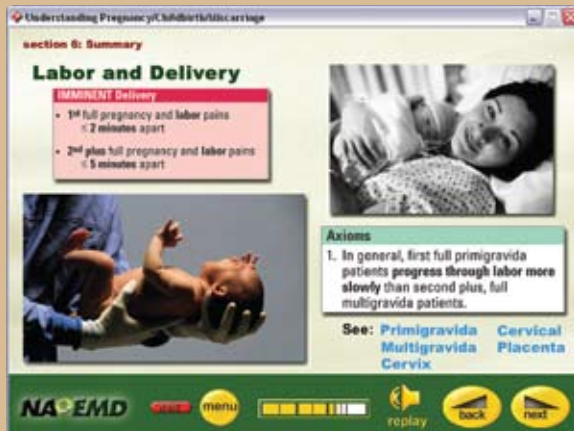 Understanding Pregnancy/Childbirth/Miscarriage
section 6: Summary
Labor and Delivery
IMMINENT Delivery
• 1st full pregnancy and labor pains
≤ 2 minutes apart
• 2nd plus full pregnancy and labor pains
≤ 5 minutes apart
Axioms
1. In general, first full primigravida
patients progress through labor more
slowly than second plus, full
multigravida patients.
See: Primigravida Cervical
Multigravida Placenta
Cervix
NA EMD
menu
replay
back
next